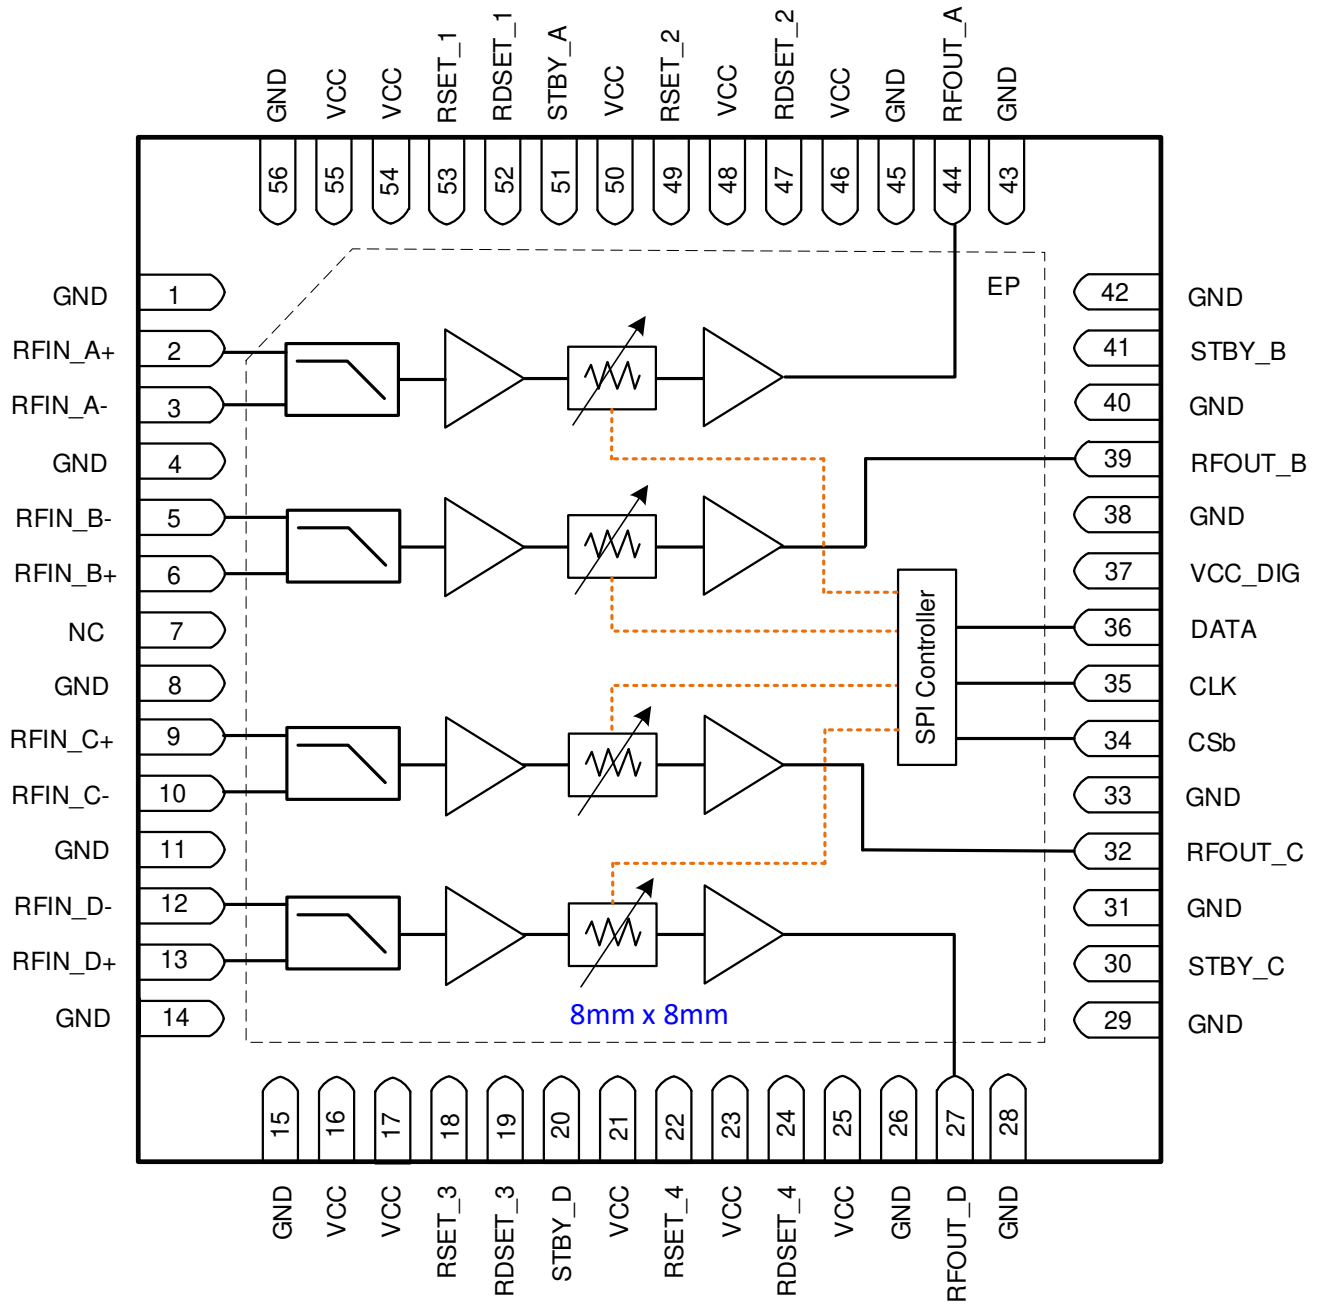 GND
VCC
VCC
RSET_1
RDSET_1
STBY_A
VCC
RSET_2
VCC
RDSET_2
VCC
GND
RFOUT_A
GND
56
55
54
53
52
51
50
49
48
47
46
45
44
43
GND 1
RFIN_A+ 2
RFIN_A- 3
GND 4
RFIN_B- 5
RFIN_B+ 6
NC 7
GND 8
RFIN_C+ 9
RFIN_C- 10
GND 11
RFIN_D- 12
RFIN_D+ 13
GND 14
EP
SPI Controller
8mm x 8mm
42 GND
41 STBY_B
40 GND
39 RFOUT_B
38 GND
37 VCC_DIG
36 DATA
35 CLK
34 CSb
33 GND
32 RFOUT_C
31 GND
30 STBY_C
29 GND
15
16
17
18
19
20
21
22
23
24
25
26
27
28
GND
VCC
VCC
RSET_3
RDSET_3
STBY_D
VCC
RSET_4
VCC
RDSET_4
VCC
GND
RFOUT_D
GND